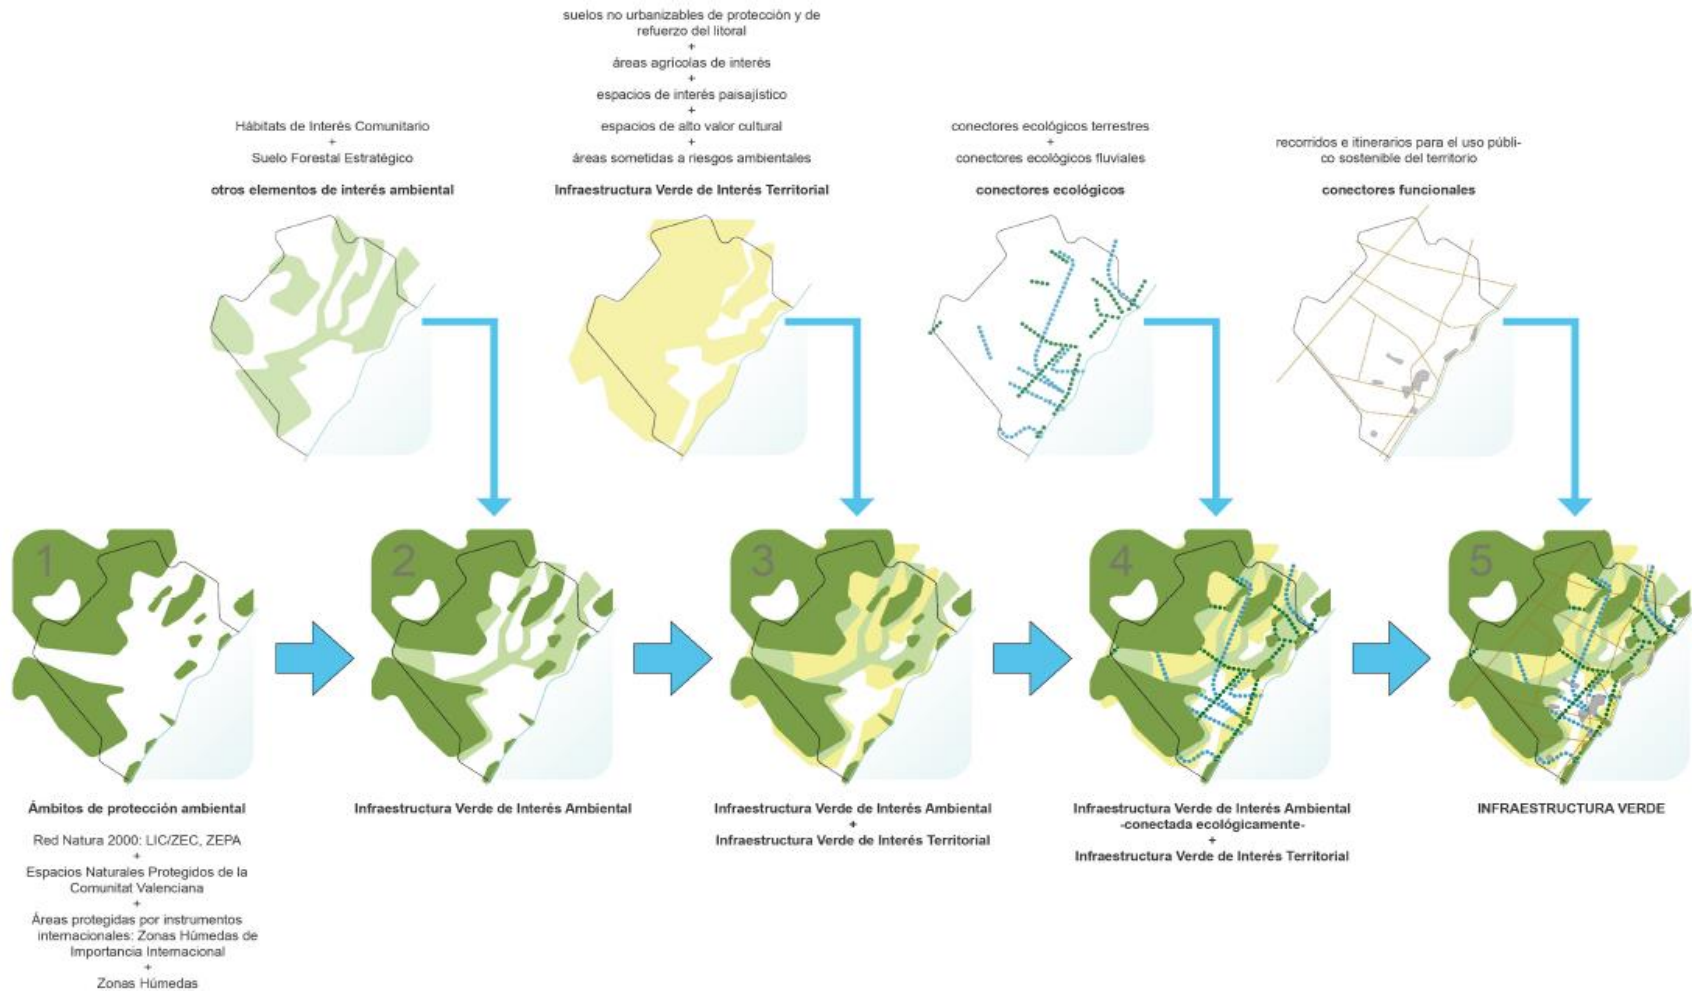 suelos no urbanizables de protección y de
refuerzo del litoral
+
áreas agrícolas de interés
+
espacios de interés paisajístico
+
espacios de alto valor cultural
+
áreas sometidas a riesgos ambientales
Infraestructura Verde de Interés Territorial
Hábitats de Interés Comunitario
+
Suelo Forestal Estratégico
otros elementos de interés ambiental
conectores ecológicos terrestres
+
conectores ecológicos fluviales
conectores ecológicos
recorridos e itinerarios para el uso públi-
co sostenible del territorio
conectores funcionales
1
2
3
4
5
Ámbitos de protección ambiental
Red Natura 2000: LIC/ZEC, ZEPA
+
Espacios Naturales Protegidos de la
Comunitat Valenciana
+
Áreas protegidas por instrumentos
internacionales: Zonas Húmedas de
Importancia Internacional
+
Zonas Húmedas
Infraestructura Verde de Interés Ambiental
Infraestructura Verde de Interés Ambiental
+
Infraestructura Verde de Interés Territorial
Infraestructura Verde de Interés Ambiental
-conectada ecológicamente-
+
Infraestructura Verde de Interés Territorial
INFRAESTRUCTURA VERDE